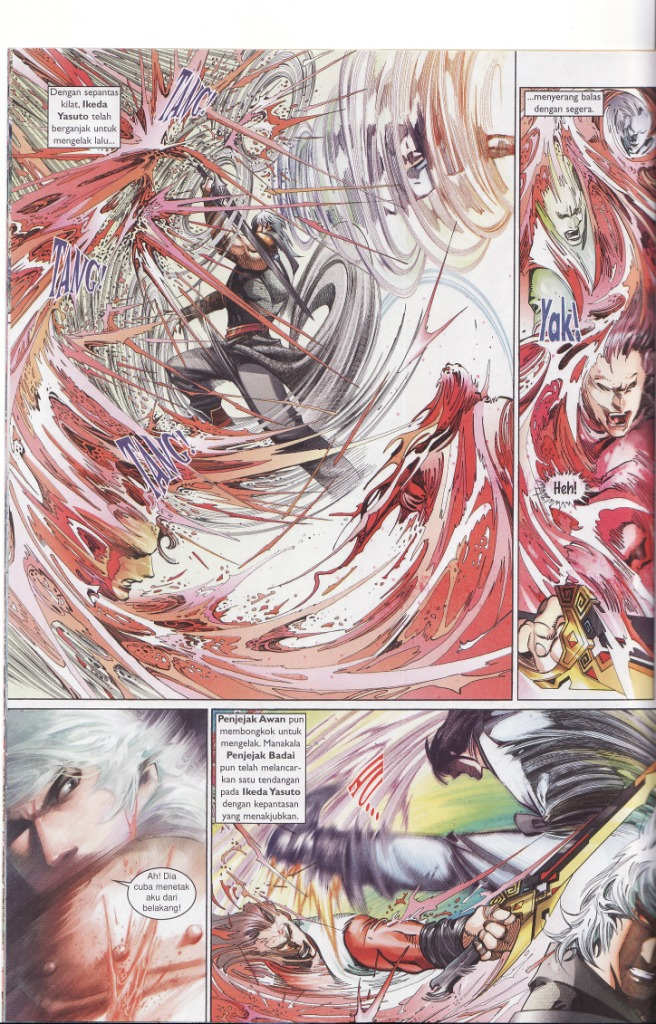 Dengan sepantas
kilat, Ikeda
Yasuto telah
berganjak untuk
mengelak lalu...
TANG!
TANG!
TANG!
...menyerang balas
dengan segera.
Yak!
Heh!
Ah! Dia
cuba menetak
aku dari
belakang!
Penjejak Awan pun
membongkok untuk
mengelak. Manakala
Penjejak Badai
pun telah melancar-
kan satu tendangan
pada Ikeda Yasuto
dengan kepantasan
yang menakjubkan.